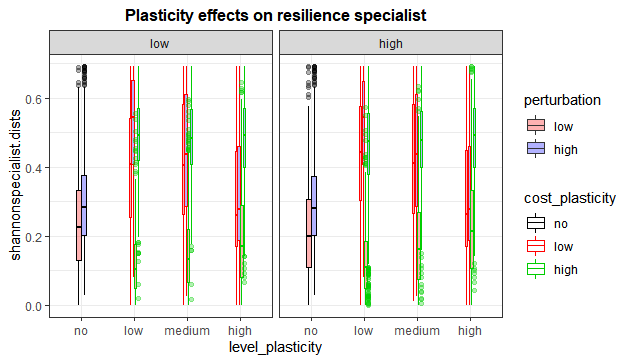 Plasticity effects on resilience specialist
low
high
shannonspecialist.dists
0.6
0.4
0.2
0.0
no
low
medium
high
no
low
medium
high
level_plasticity
perturbation
low
high
cost_plasticity
no
low
high